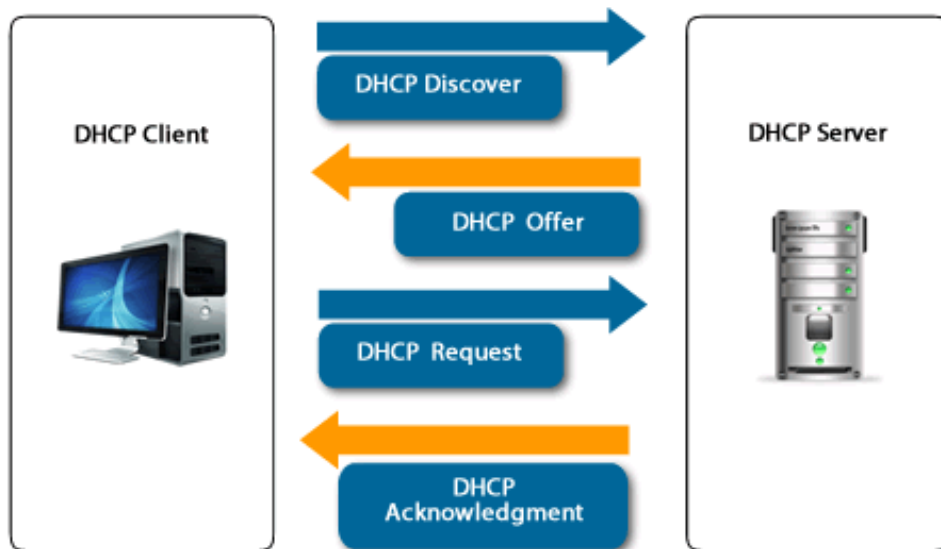 DHCP Discover
DHCP Client
DHCP Server
DHCP Offer
DHCP Request
DHCP
Acknowledgment